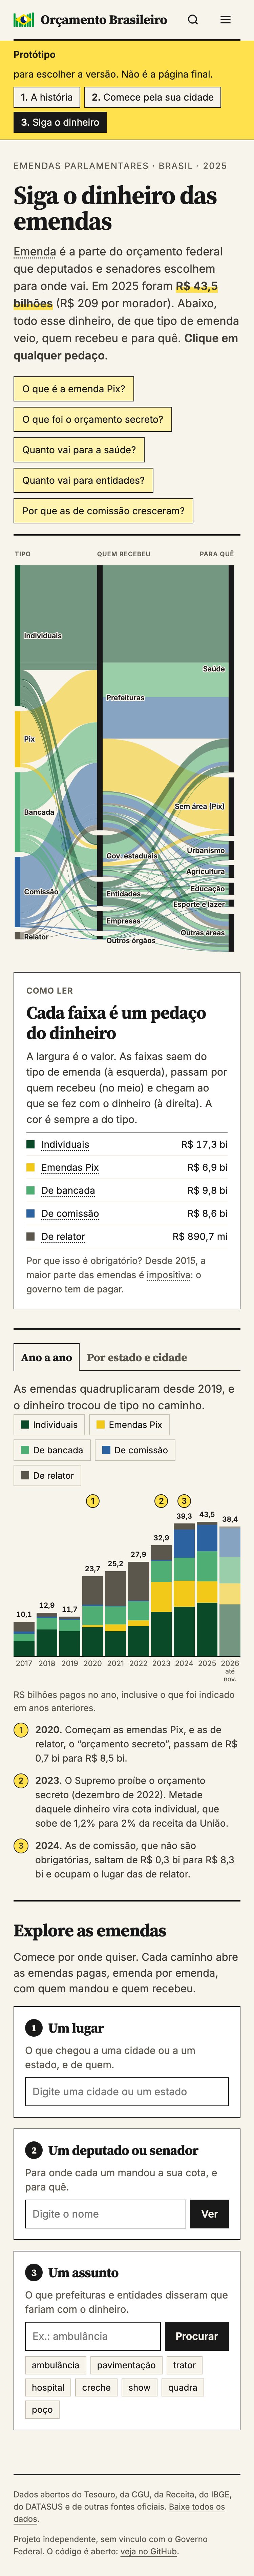 Orçamento Brasileiro
Protótipo
para escolher a versão. Não é a página final.
1. A história
2. Comece pela sua cidade
3. Siga o dinheiro
EMENDAS PARLAMENTARES · BRASIL · 2025
Siga o dinheiro das
emendas
Emenda é a parte do orçamento federal
que deputados e senadores escolhem
para onde vai. Em 2025 foram R$ 43,5
bilhões (R$ 209 por morador). Abaixo,
todo esse dinheiro, de que tipo de emenda
veio, quem recebeu e para quê. Clique em
qualquer pedaço.
O que é a emenda Pix?
O que foi o orçamento secreto?
Quanto vai para a saúde?
Quanto vai para entidades?
Por que as de comissão cresceram?
TIPO
QUEM RECEBEU
PARA QUÊ
Individuais
Saúde
Prefeituras
Pix
Sem área (Pix)
Bancada
Urbanismo
Gov. estaduais
Agricultura
Comissão
Educação
Entidades
Esporte e lazer
Empresas
Relator
Outras áreas
Outros órgãos
COMO LER
Cada faixa é um pedaço
do dinheiro
A largura é o valor. As faixas saem do
tipo de emenda (à esquerda), passam por
quem recebeu (no meio) e chegam ao
que se fez com o dinheiro (à direita). A
cor é sempre a do tipo.
Individuais R$ 17,3 bi
Emendas Pix R$ 6,9 bi
De bancada R$ 9,8 bi
De comissão R$ 8,6 bi
De relator R$ 890,7 mi
Por que isso é obrigatório? Desde 2015, a
maior parte das emendas é impositiva: o
governo tem de pagar.
Ano a ano
Por estado e cidade
As emendas quadruplicaram desde 2019, e
o dinheiro trocou de tipo no caminho.
Individuais
Emendas Pix
De bancada
De comissão
De relator
1
2
3
10,1
12,9
11,7
23,7
25,2
27,9
32,9
39,3
43,5
38,4
2017 2018 2019 2020 2021 2022 2023 2024 2025 2026
até
nov.
R$ bilhões pagos no ano, inclusive o que foi indicado
em anos anteriores.
1 2020. Começam as emendas Pix, e as de
relator, o "orçamento secreto", passam de R$
0,7 bi para R$ 8,5 bi.
2 2023. O Supremo proíbe o orçamento
secreto (dezembro de 2022). Metade
daquele dinheiro vira cota individual, que
sobe de 1,2% para 2% da receita da União.
3 2024. As de comissão, que não são
obrigatórias, saltam de R$ 0,3 bi para R$ 8,3
bi e ocupam o lugar das de relator.
Explore as emendas
Comece por onde quiser. Cada caminho abre
as emendas pagas, emenda por emenda,
com quem mandou e quem recebeu.
1 Um lugar
O que chegou a uma cidade ou a um
estado, e de quem.
Digite uma cidade ou um estado
2 Um deputado ou senador
Para onde cada um mandou a sua cota, e
para quê.
Digite o nome
Ver
3 Um assunto
O que prefeituras e entidades disseram que
fariam com o dinheiro.
Ex.: ambulância
Procurar
ambulância
pavimentação
trator
hospital
creche
show
quadra
poço
Dados abertos do Tesouro, da CGU, da Receita, do IBGE,
do DATASUS e de outras fontes oficiais. Baixe todos os
dados.
Projeto independente, sem vínculo com o Governo
Federal. O código é aberto: veja no GitHub.